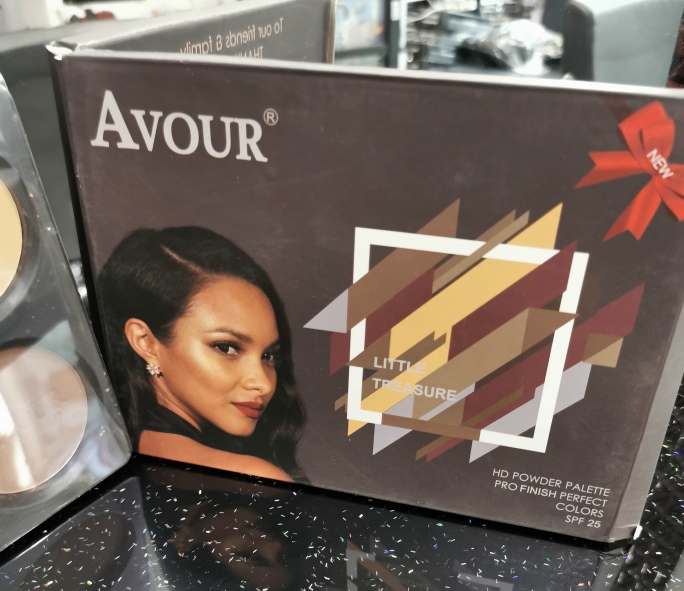 To our friends & family
AVOUR®
NEW
LITTLE
TREASURE
HD POWDER PALETTE
PRO FINISH PERFECT
COLORS
SPF 25